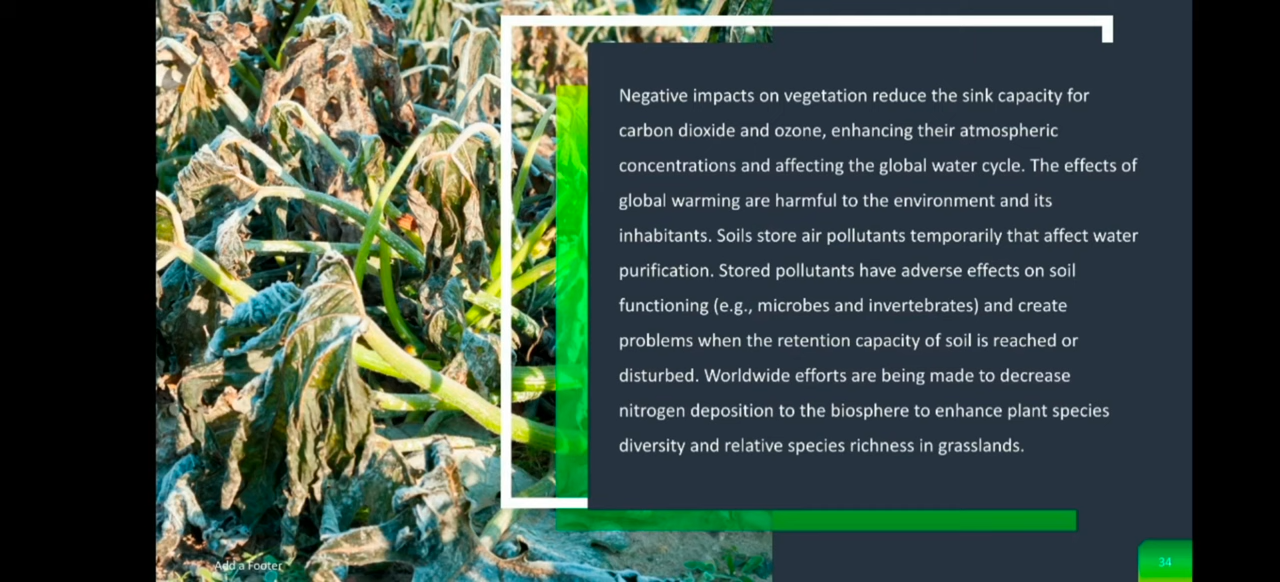 Negative impacts on vegetation reduce the sink capacity for
carbon dioxide and ozone, enhancing their atmospheric
concentrations and affecting the global water cycle. The effects of
global warming are harmful to the environment and its
inhabitants. Soils store air pollutants temporarily that affect water
purification. Stored pollutants have adverse effects on soil
functioning (e.g., microbes and invertebrates) and create
problems when the retention capacity of soil is reached or
disturbed. Worldwide efforts are being made to decrease
nitrogen deposition to the biosphere to enhance plant species
diversity and relative species richness in grasslands.
Add a Footer
34